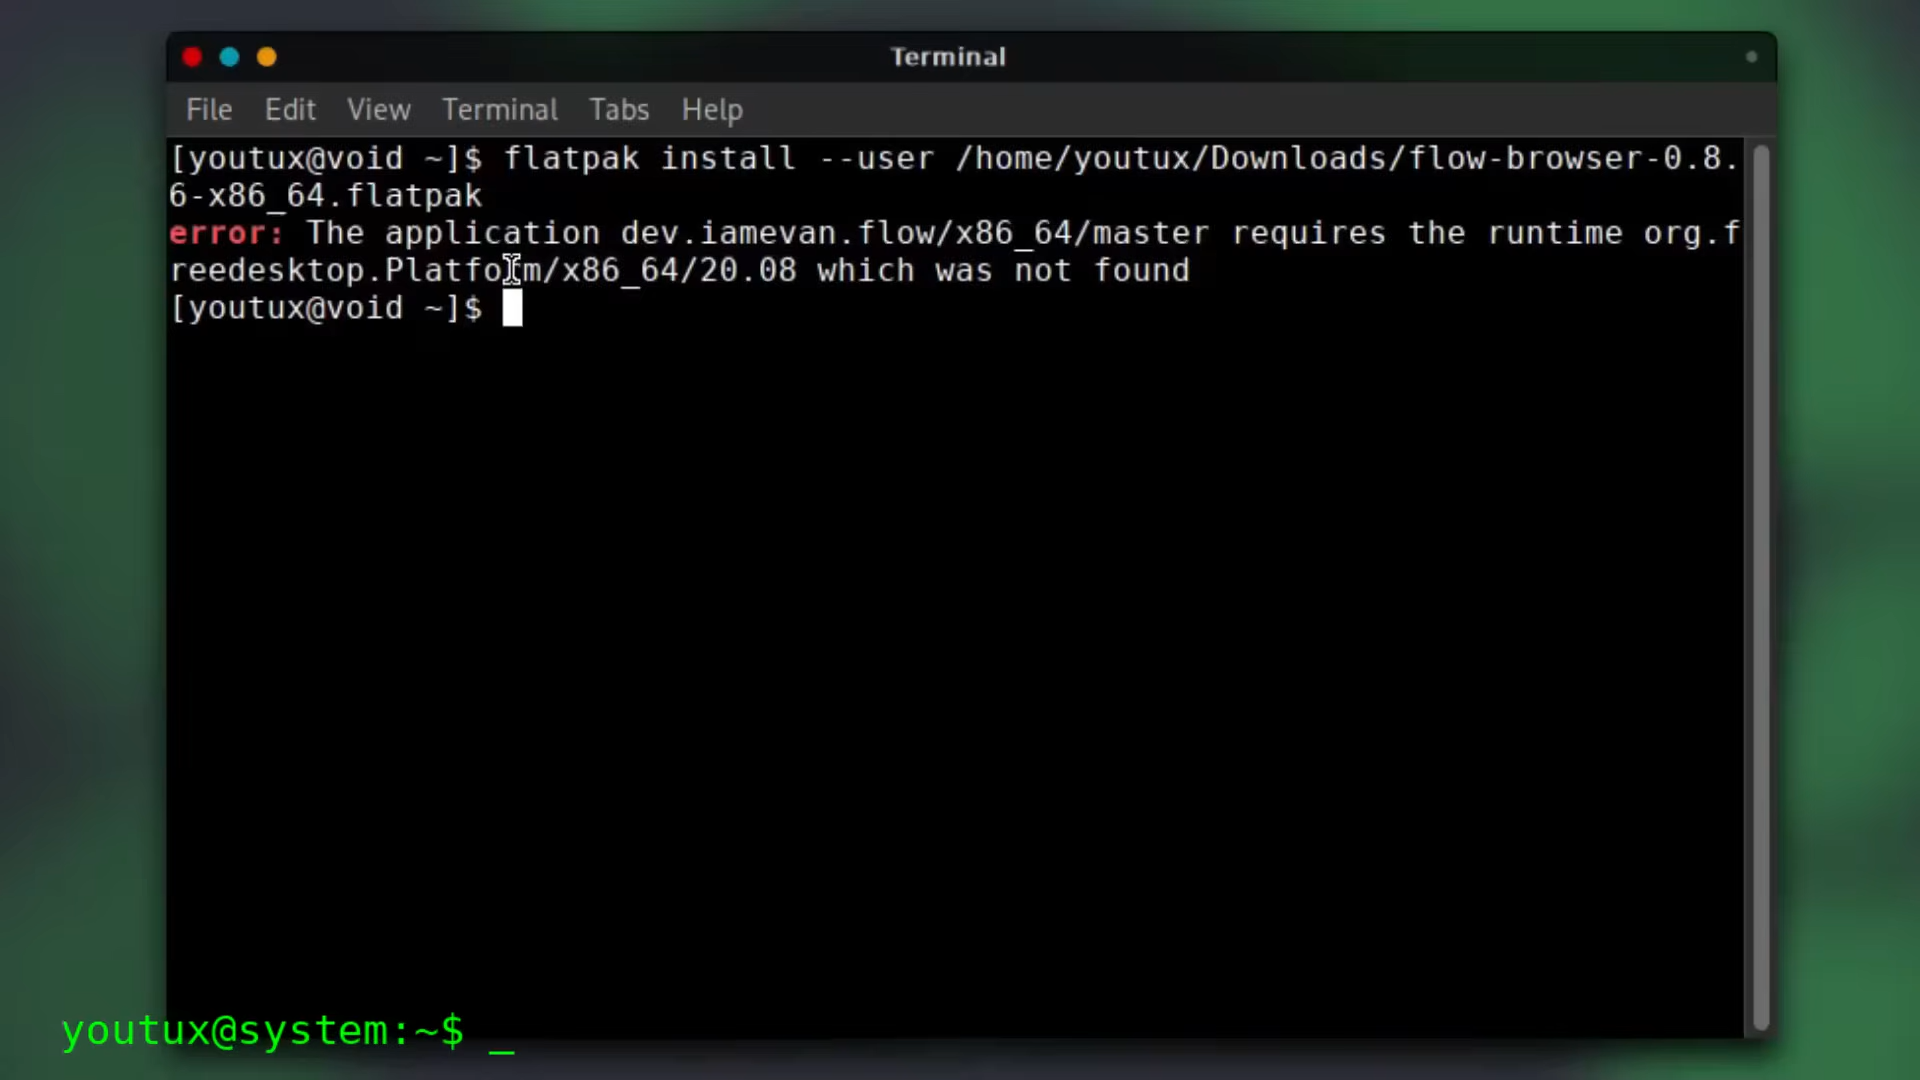 Terminal
File Edit View Terminal Tabs Help
[youtux@void ~]$ flatpak install --user /home/youtux/Downloads/flow-browser-0.8.
6-x86_64.flatpak
error: The application dev.iamevan.flow/x86_64/master requires the runtime org.f
reedesktop.Platform/x86_64/20.08 which was not found
[youtux@void ~]$
youtux@system:~$ _